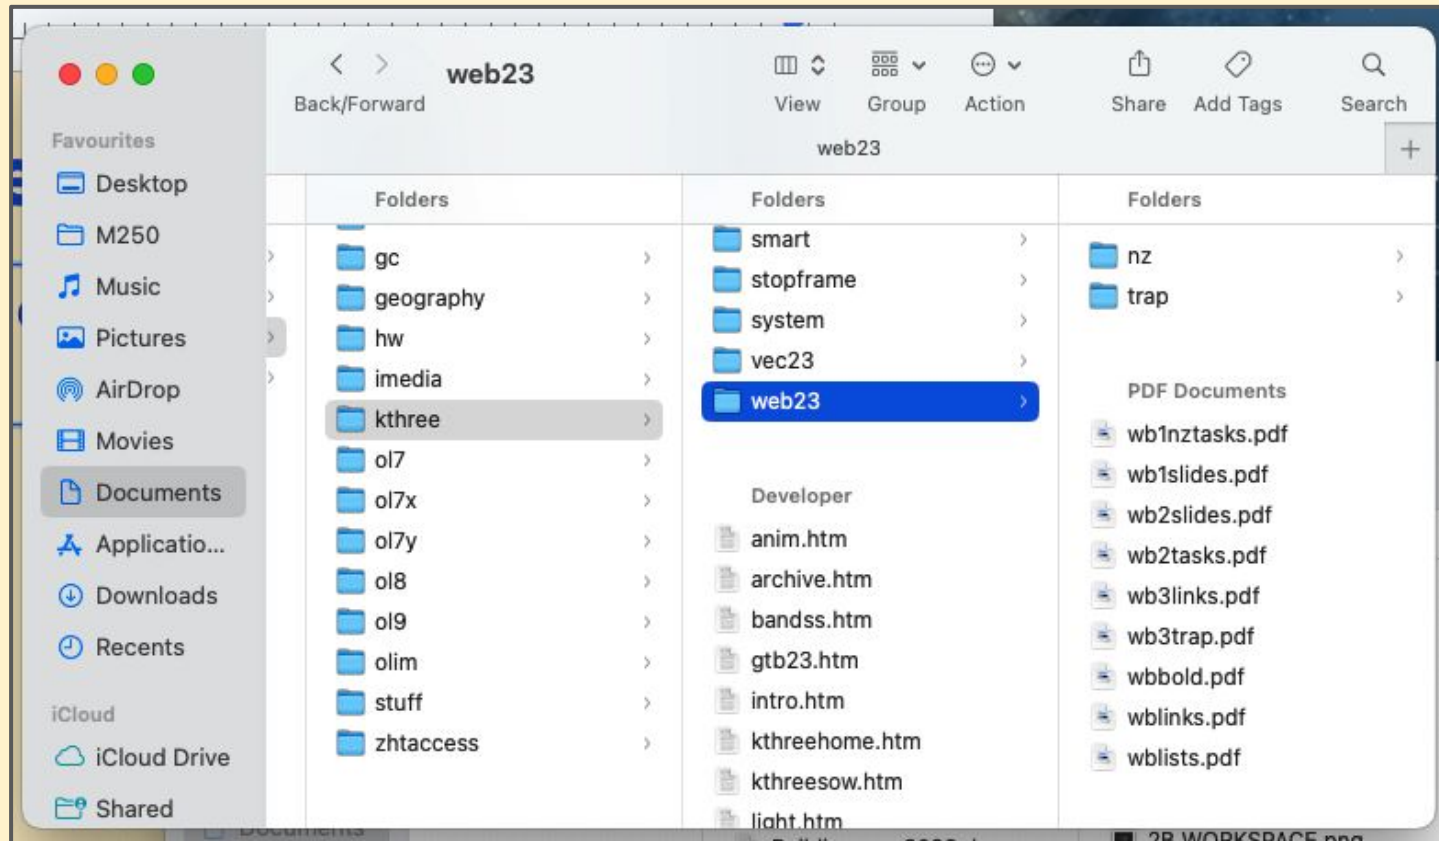 web23
Back/Forward
View
Group
Action
Share
Add Tags
Search
web23
Favourites
Desktop
M250
Music
Pictures
AirDrop
Movies
Documents
Applicatio...
Downloads
Recents
iCloud
iCloud Drive
Shared
Folders
gc
geography
hw
imedia
kthree
ol7
ol7x
ol7y
ol8
ol9
olim
stuff
zhtaccess
Folders
smart
stopframe
system
vec23
web23
Developer
anim.htm
archive.htm
bandss.htm
gtb23.htm
intro.htm
kthreehome.htm
kthreesow.htm
light.htm
Folders
nz
trap
PDF Documents
wb1nztasks.pdf
wb1slides.pdf
wb2slides.pdf
wb2tasks.pdf
wb3links.pdf
wb3trap.pdf
wbbold.pdf
wblinks.pdf
wblists.pdf
Documents
2B WORKSPACE.png